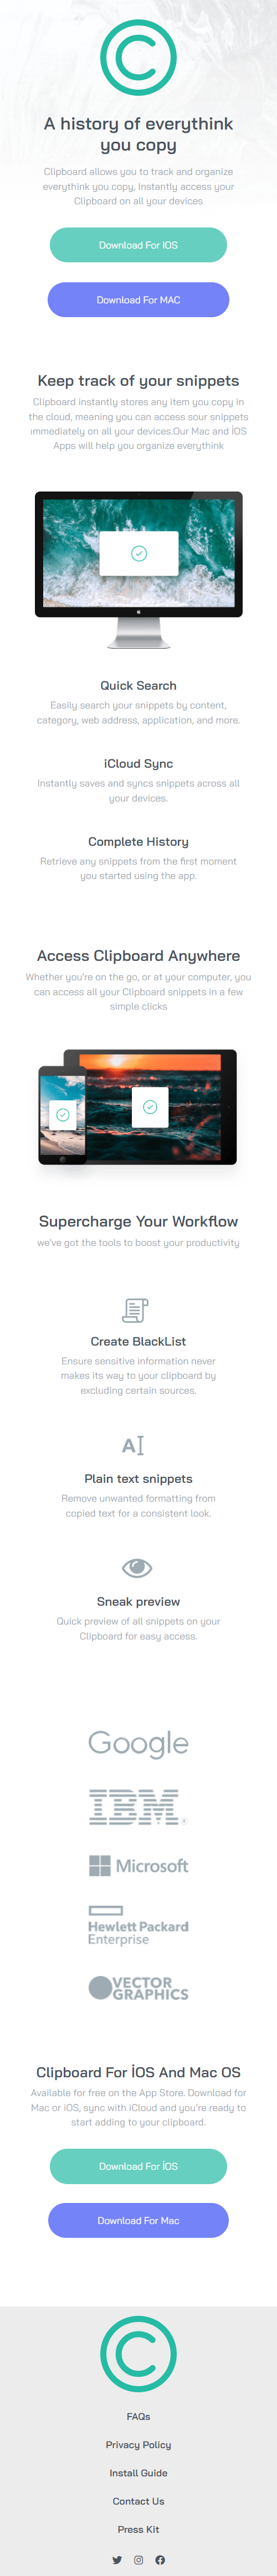 A history of everythink
you copy
Clipboard allows you to track and organize
everythink you copy, Instantly access your
Clipboard on all your devices
Download For IOS
Download For MAC
Keep track of your snippets
Clipboard instantly stores any item you copy in
the cloud, meaning you can access sour snippets
ımmediately on all your devices.Our Mac and İOS
Apps will help you organize everythink
Quick Search
Easily search your snippets by content,
category, web address, application, and more.
iCloud Sync
Instantly saves and syncs snippets across all
your devices.
Complete History
Retrieve any snippets from the first moment
you started using the app.
Access Clipboard Anywhere
Whether you're on the go, or at your computer, you
can access all your Clipboard snippets in a few
simple clicks
Supercharge Your Workflow
we've got the tools to boost your productivity
Create BlackList
Ensure sensitive information never
makes its way to your clipboard by
excluding certain sources.
AI
Plain text snippets
Remove unwanted formatting from
copied text for a consistent look.
Sneak preview
Quick preview of all snippets on your
Clipboard for easy access.
Google
IBM
Microsoft
Hewlett Packard
Enterprise
VECTOR
GRAPHICS
Clipboard For İOS And Mac OS
Available for free on the App Store. Download for
Mac or iOS, sync with iCloud and you're ready to
start adding to your clipboard.
Download For İOS
Download For Mac
FAQs
Privacy Policy
Install Guide
Contact Us
Press Kit